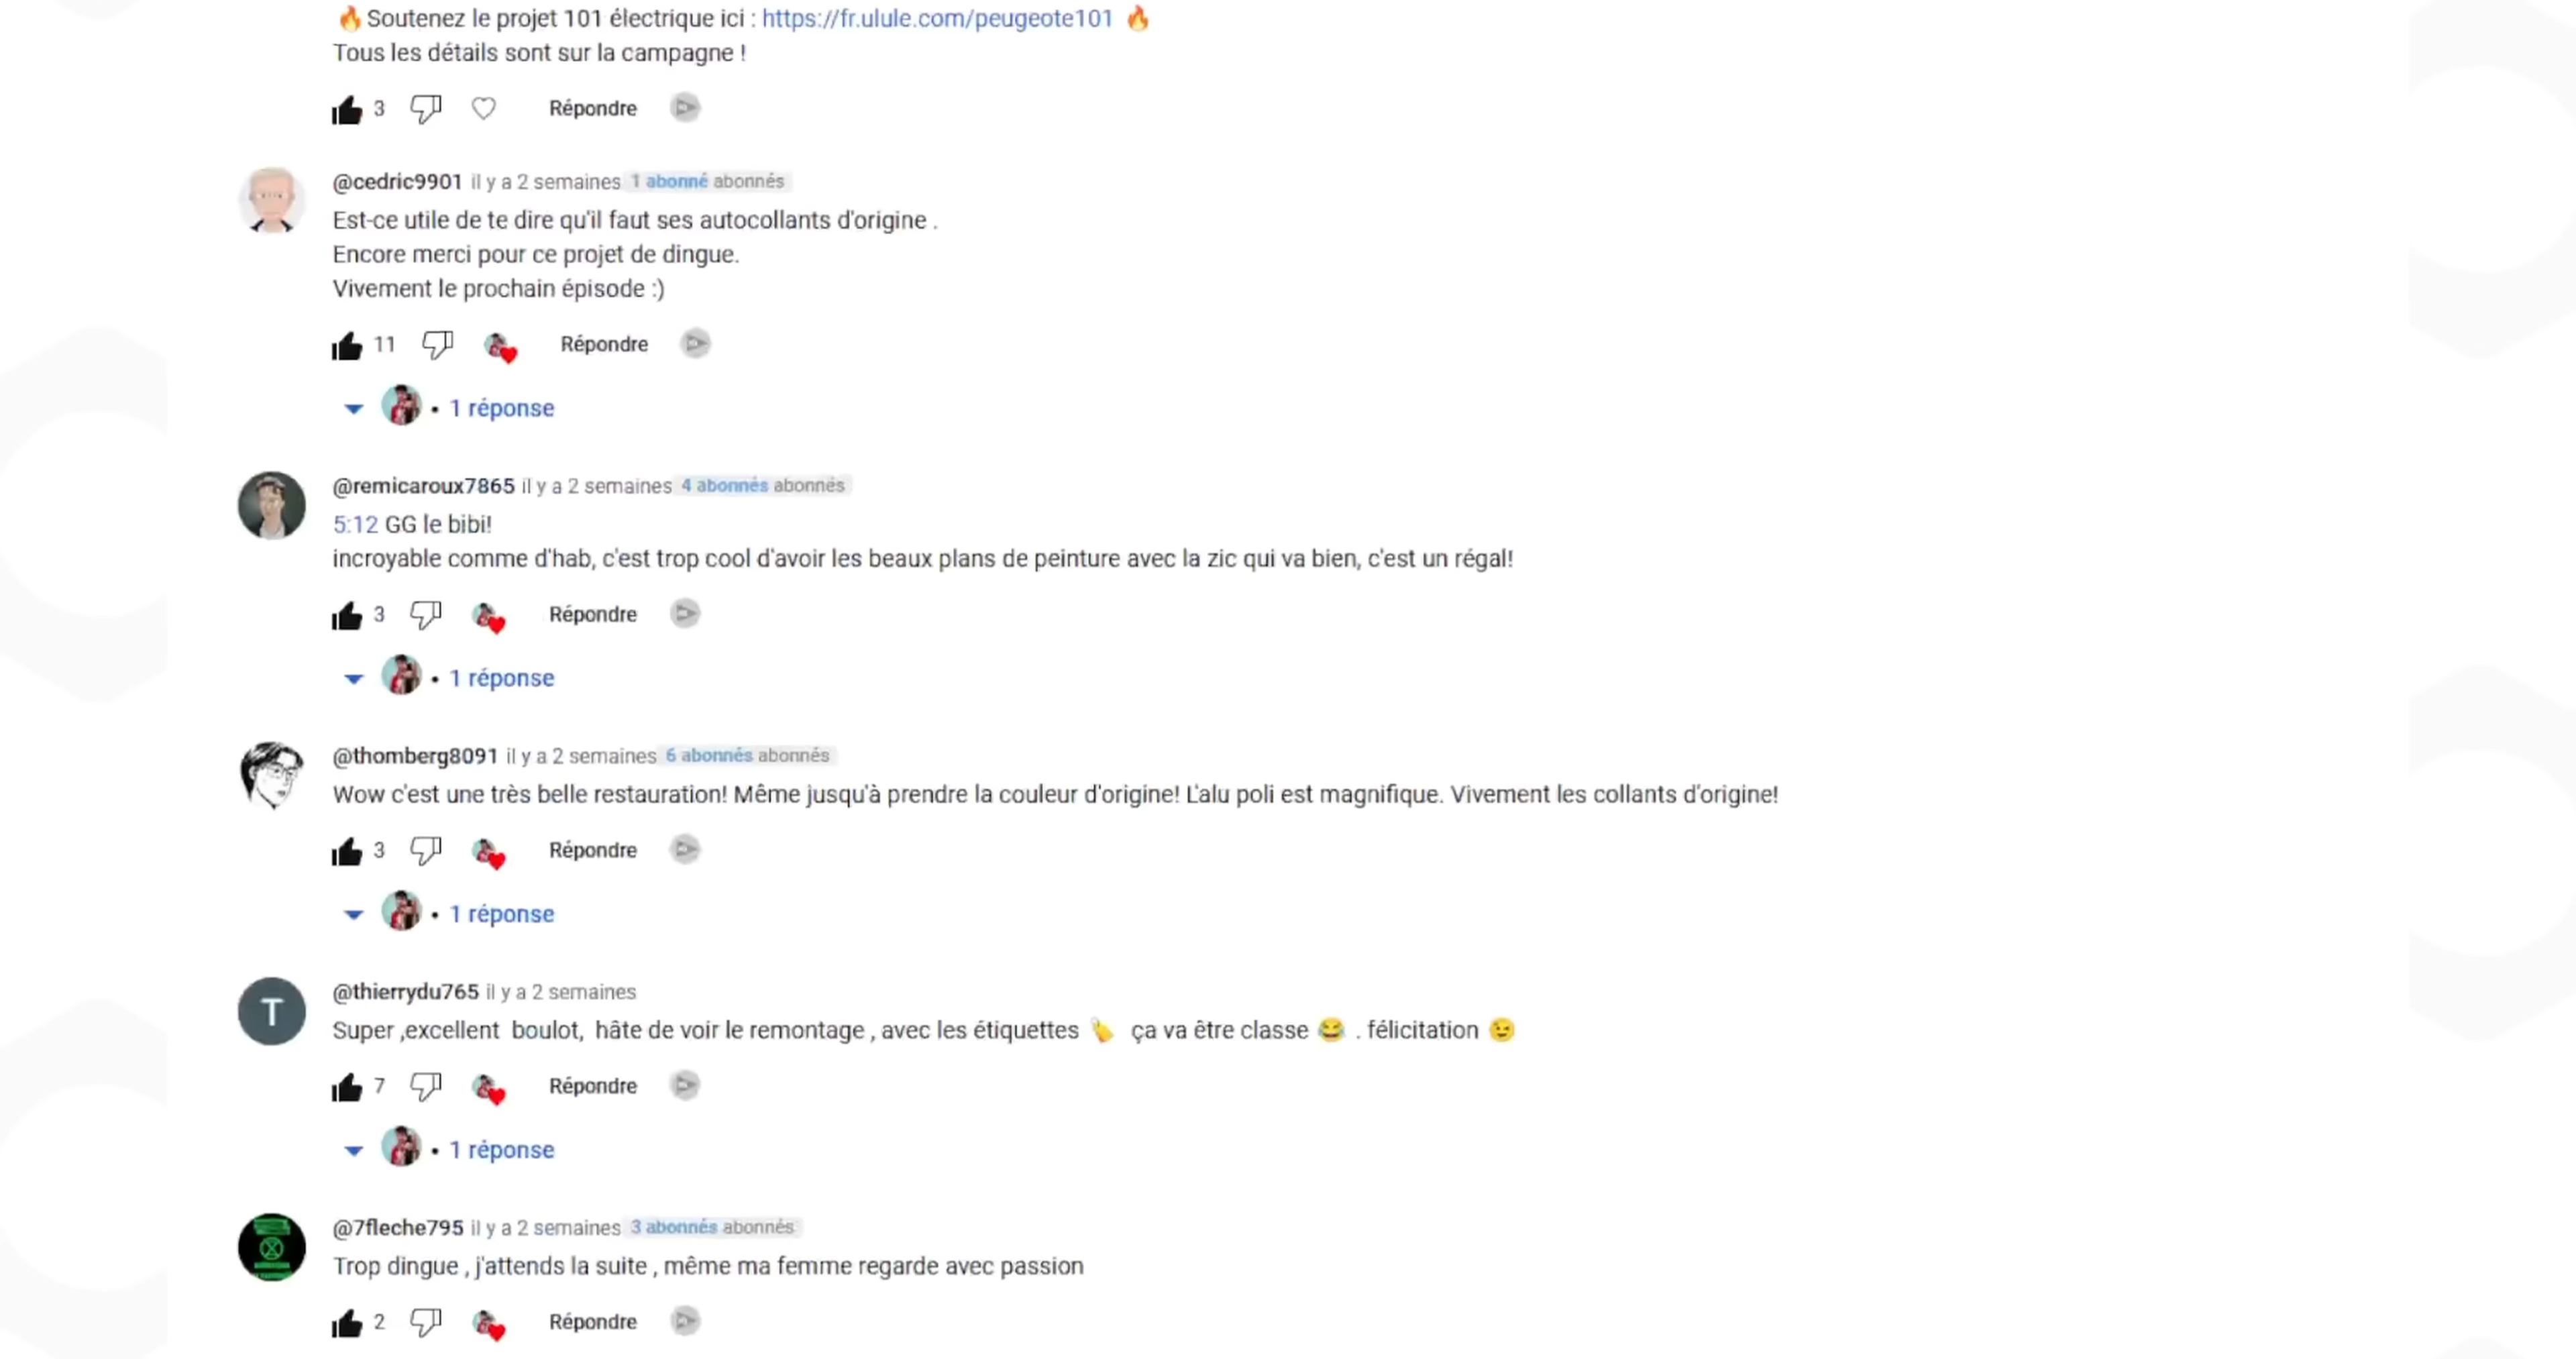 🔥 Soutenez le projet 101 électrique ici : https://fr.ulule.com/peugeote101 🔥
Tous les détails sont sur la campagne !
3 Répondre
@cedric9901 il y a 2 semaines 1 abonné abonnés
Est-ce utile de te dire qu'il faut ses autocollants d'origine .
Encore merci pour ce projet de dingue.
Vivement le prochain épisode :)
11 Répondre
• 1 réponse
@remicaroux7865 il y a 2 semaines 4 abonnés abonnés
5:12 GG le bibi!
incroyable comme d'hab, c'est trop cool d'avoir les beaux plans de peinture avec la zic qui va bien, c'est un régal!
3 Répondre
• 1 réponse
@thomberg8091 il y a 2 semaines 6 abonnés abonnés
Wow c'est une très belle restauration! Même jusqu'à prendre la couleur d'origine! L'alu poli est magnifique. Vivement les collants d'origine!
3 Répondre
• 1 réponse
T
@thierrydu765 il y a 2 semaines
Super ,excellent boulot, hâte de voir le remontage , avec les étiquettes 🏷️ ça va être classe 😂 . félicitation 😉
7 Répondre
• 1 réponse
@7fleche795 il y a 2 semaines 3 abonnés abonnés
Trop dingue , j'attends la suite , même ma femme regarde avec passion
2 Répondre